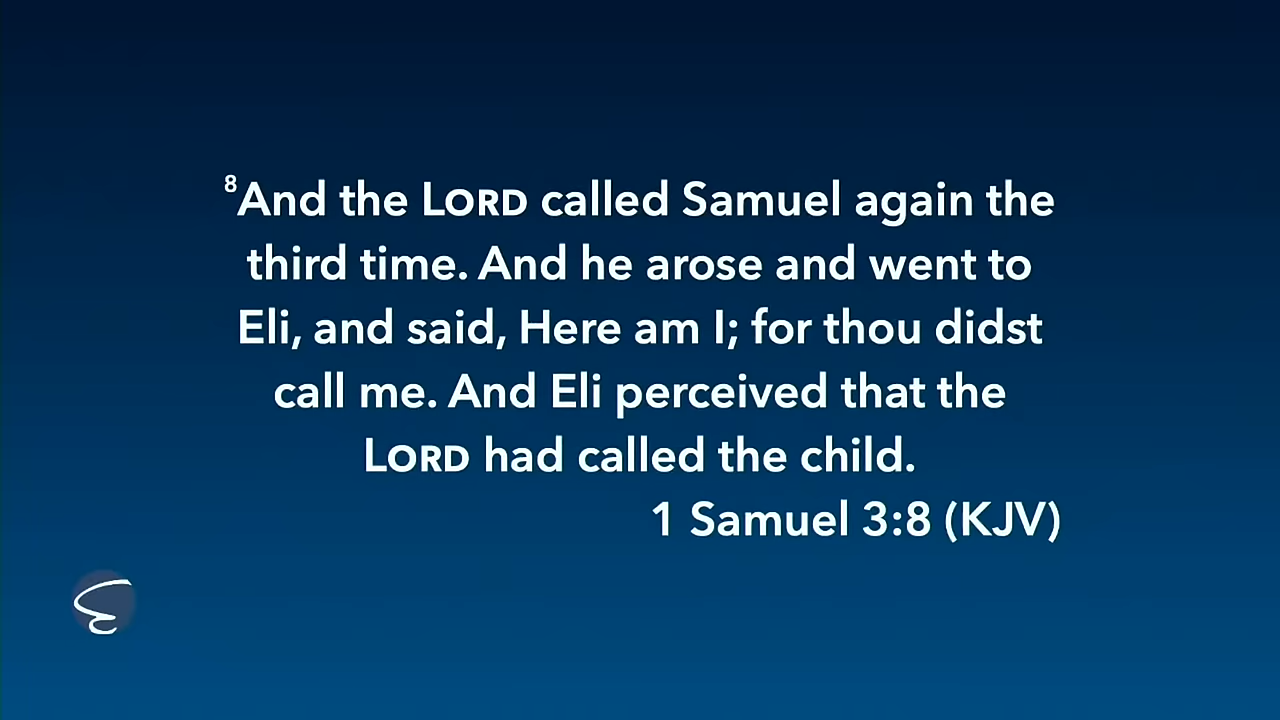 ⁸And the LORD called Samuel again the
third time. And he arose and went to
Eli, and said, Here am I; for thou didst
call me. And Eli perceived that the
LORD had called the child.
1 Samuel 3:8 (KJV)